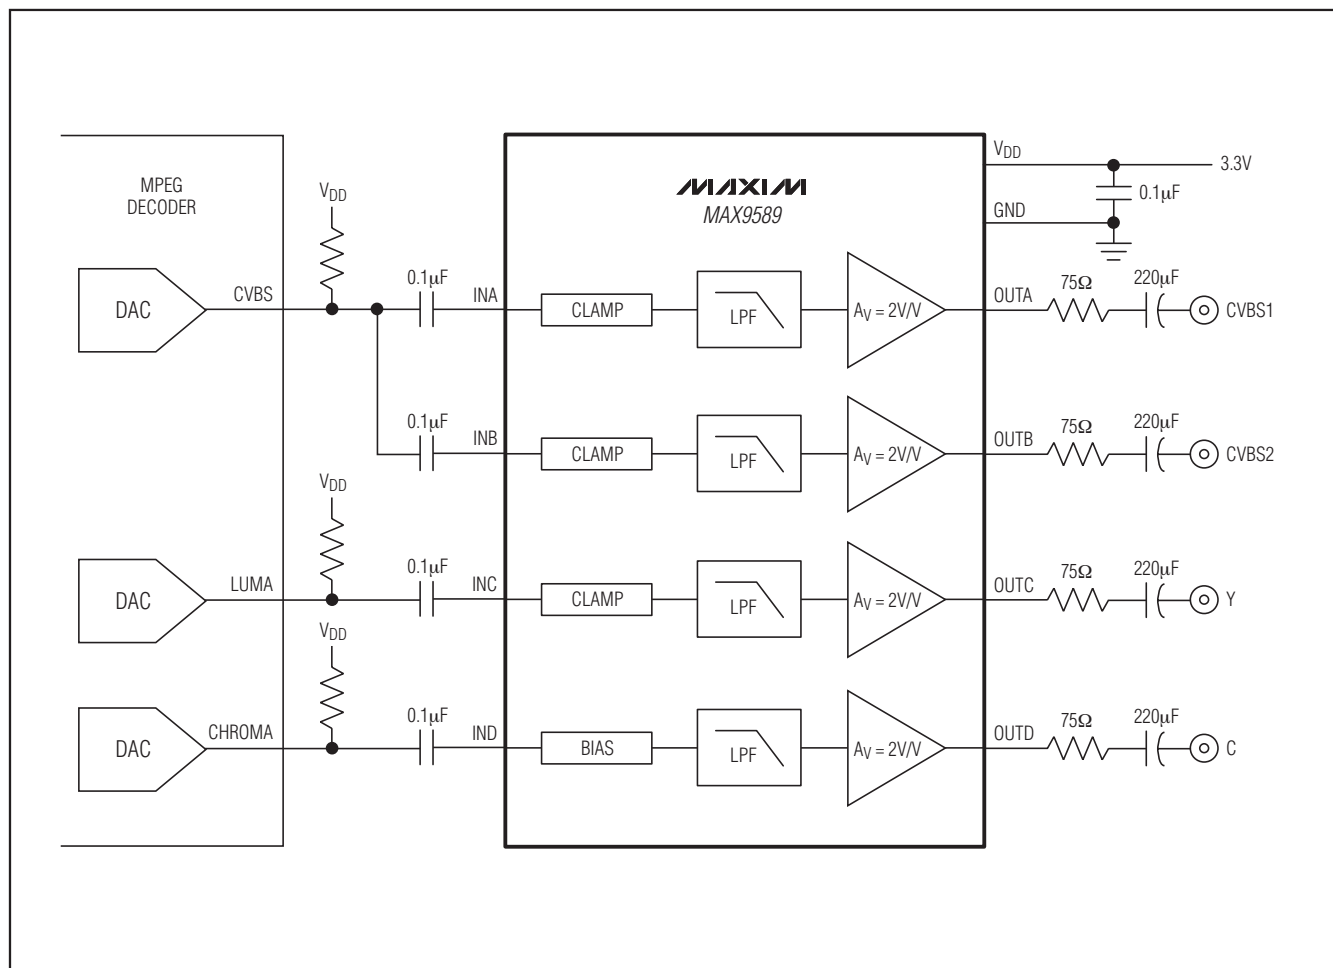 MPEG
DECODER
VDD
MAXIM
MAX9589
VDD
3.3V
0.1µF
GND
DAC
CVBS
0.1µF
INA
CLAMP
LPF
AV = 2V/V
OUTA
75Ω
220µF
CVBS1
0.1µF
INB
CLAMP
LPF
AV = 2V/V
OUTB
75Ω
220µF
CVBS2
VDD
DAC
LUMA
0.1µF
INC
CLAMP
LPF
AV = 2V/V
OUTC
75Ω
220µF
Y
VDD
DAC
CHROMA
0.1µF
IND
BIAS
LPF
AV = 2V/V
OUTD
75Ω
220µF
C